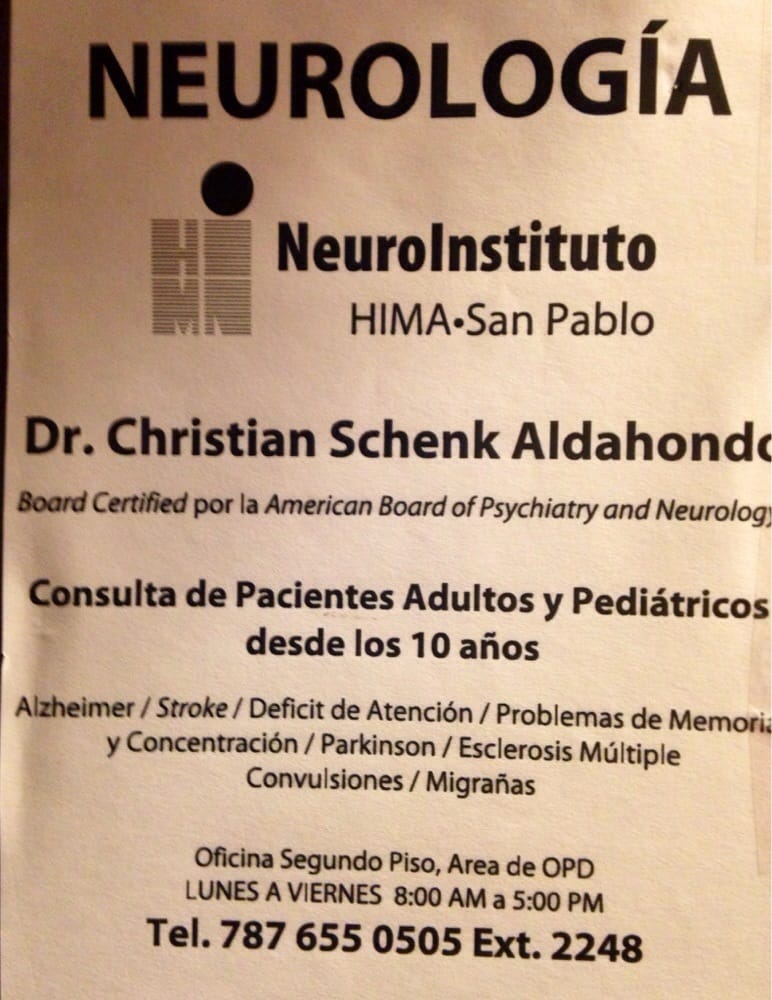 NEUROLOGÍA
HIMA
NeuroInstituto
HIMA•San Pablo
Dr. Christian Schenk Aldahondo
Board Certified por la American Board of Psychiatry and Neurology
Consulta de Pacientes Adultos y Pediátricos
desde los 10 años
Alzheimer / Stroke / Deficit de Atención / Problemas de Memoria
y Concentración / Parkinson / Esclerosis Múltiple
Convulsiones / Migrañas
Oficina Segundo Piso, Area de OPD
LUNES A VIERNES 8:00 AM a 5:00 PM
Tel. 787 655 0505 Ext. 2248